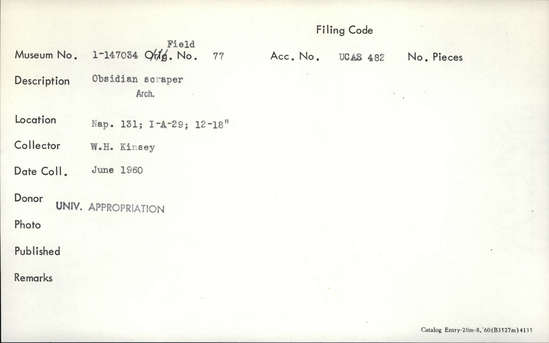 Filing Code
Field
Museum No. 1-147034 Orig. No. 77 Acc. No. UCAS 482 No. Pieces
Description Obsidian scraper
Arch.
Location Nap. 131; I-A-29; 12-18"
Collector W.H. Kinsey
Date Coll. June 1960
Donor UNIV. APPROPRIATION
Photo
Published
Remarks
Catalog Entry-20m-8,'60(B3527m)4135